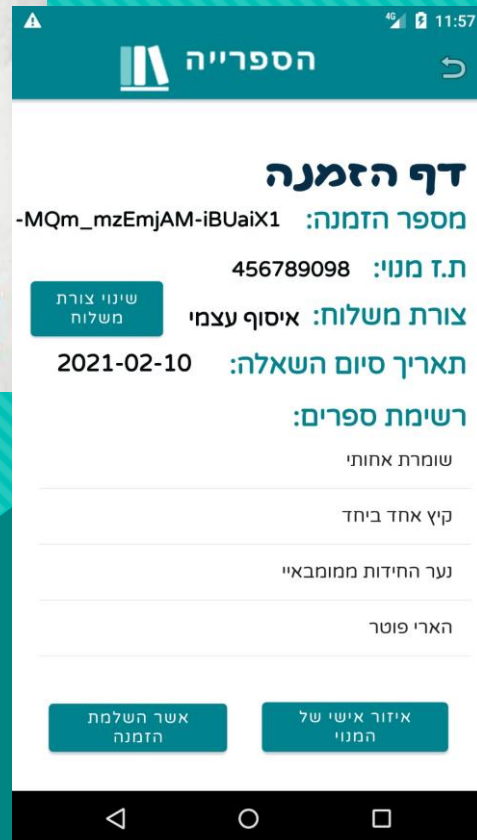 4G 11:57
הספרייה
דף הזמנה
מספר הזמנה: -MQm_mzEmjAM-iBUaiX1
ת.ז מנוי: 456789098
צורת משלוח: איסוף עצמי
שינוי צורת
משלוח
תאריך סיום השאלה: 2021-02-10
רשימת ספרים:
שומרת אחותי
קיץ אחד ביחד
נער החידות ממומבאיי
הארי פוטר
איזור אישי של
המנוי
אשר השלמת
הזמנה